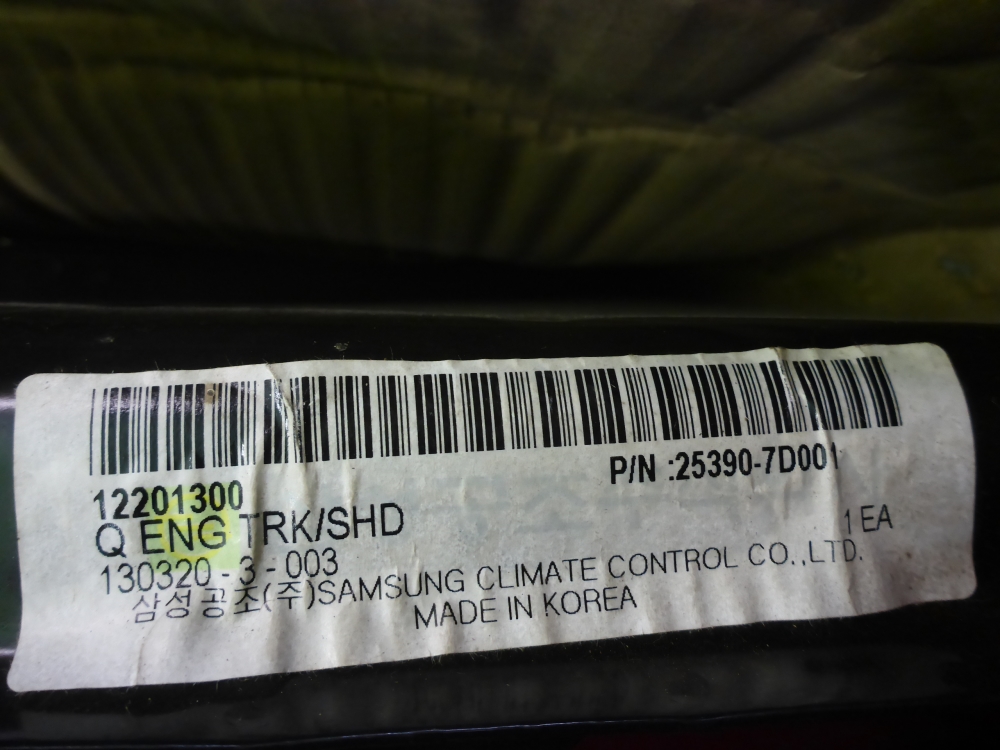 12201300
P/N :25390-7D001
Q ENG TRK/SHD
1 EA
130320 - 3 - 003
삼성공조(주)SAMSUNG CLIMATE CONTROL CO.,LTD.
MADE IN KOREA